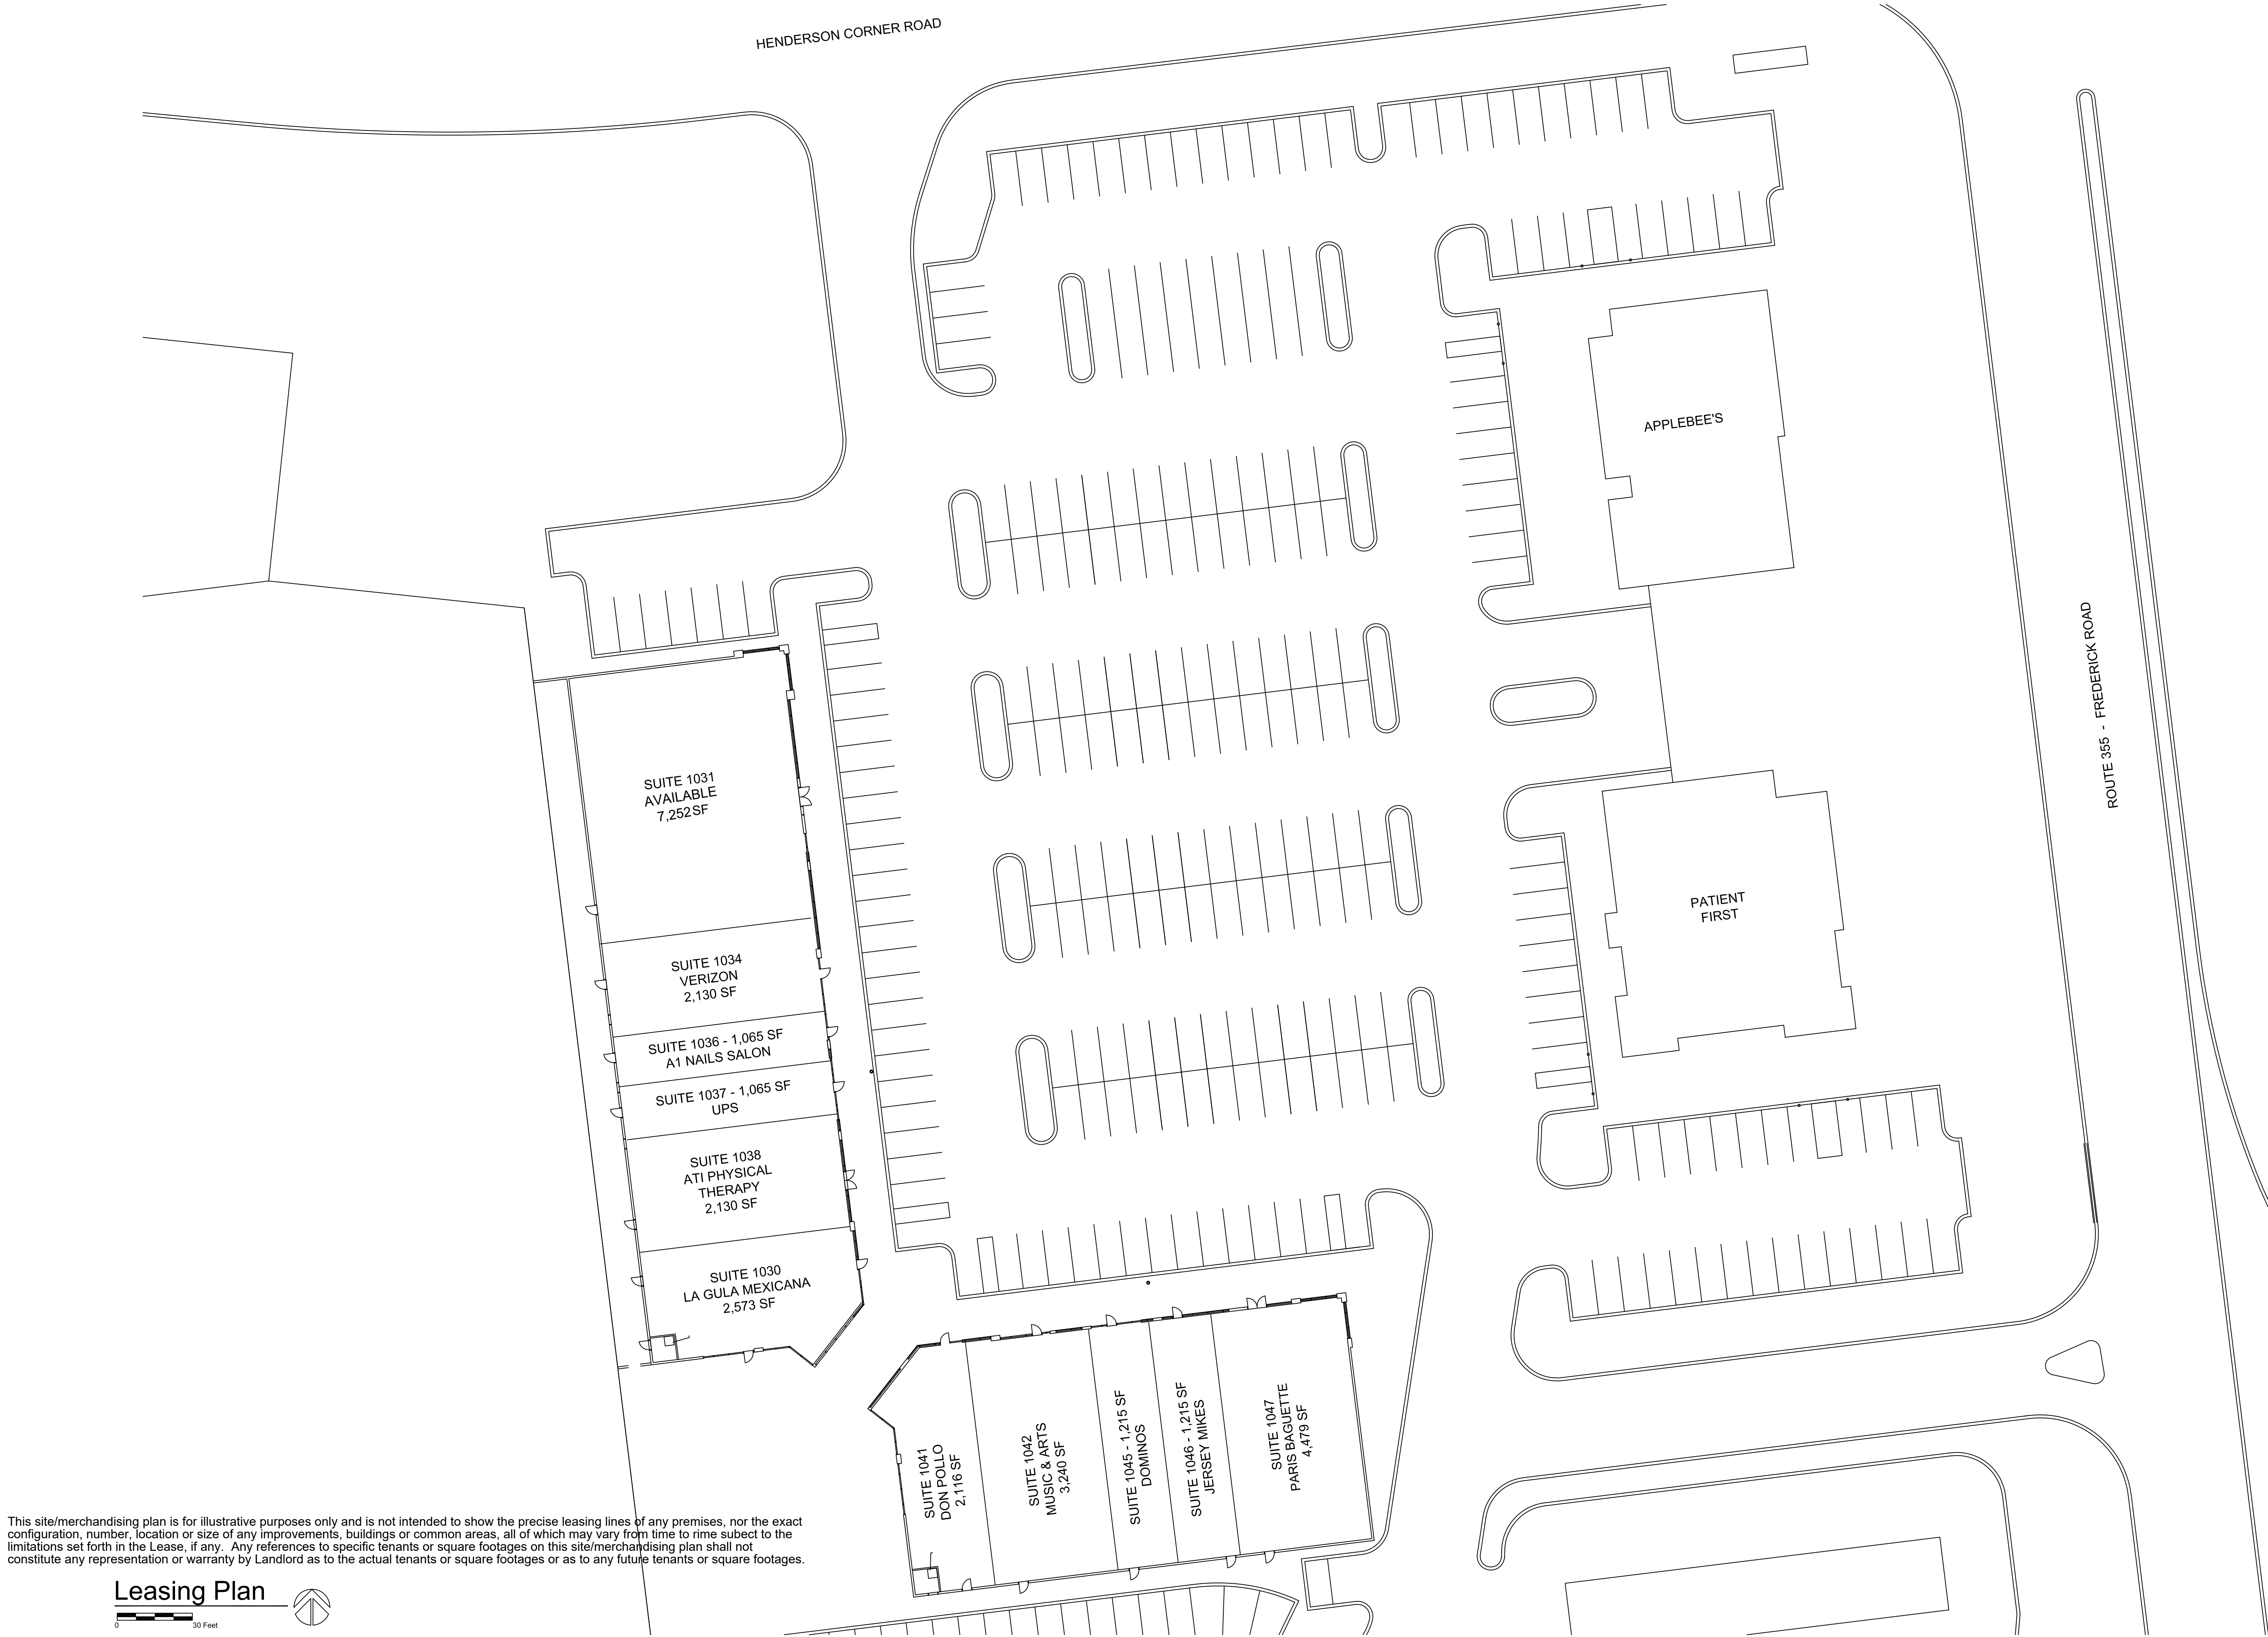 HENDERSON CORNER ROAD
APPLEBEE'S
ROUTE 355 - FREDERICK ROAD
SUITE 1031
AVAILABLE
7,252SF
PATIENT
FIRST
SUITE 1034
VERIZON
2,130 SF
SUITE 1036 - 1,065 SF
A1 NAILS SALON
SUITE 1037 - 1,065 SF
UPS
SUITE 1038
ATI PHYSICAL
THERAPY
2,130 SF
SUITE 1030
LA GULA MEXICANA
2,573 SF
SUITE 1041
DON POLLO
2,116 SF
SUITE 1042
MUSIC & ARTS
3,240 SF
SUITE 1045 - 1,215 SF
DOMINOS
SUITE 1046 - 1,215 SF
JERSEY MIKES
SUITE 1047
PARIS BAGUETTE
4,479 SF
This site/merchandising plan is for illustrative purposes only and is not intended to show the precise leasing lines of any premises, nor the exact
configuration, number, location or size of any improvements, buildings or common areas, all of which may vary from time to rime subect to the
limitations set forth in the Lease, if any. Any references to specific tenants or square footages on this site/merchandising plan shall not
constitute any representation or warranty by Landlord as to the actual tenants or square footages or as to any future tenants or square footages.
Leasing Plan
0 30 Feet